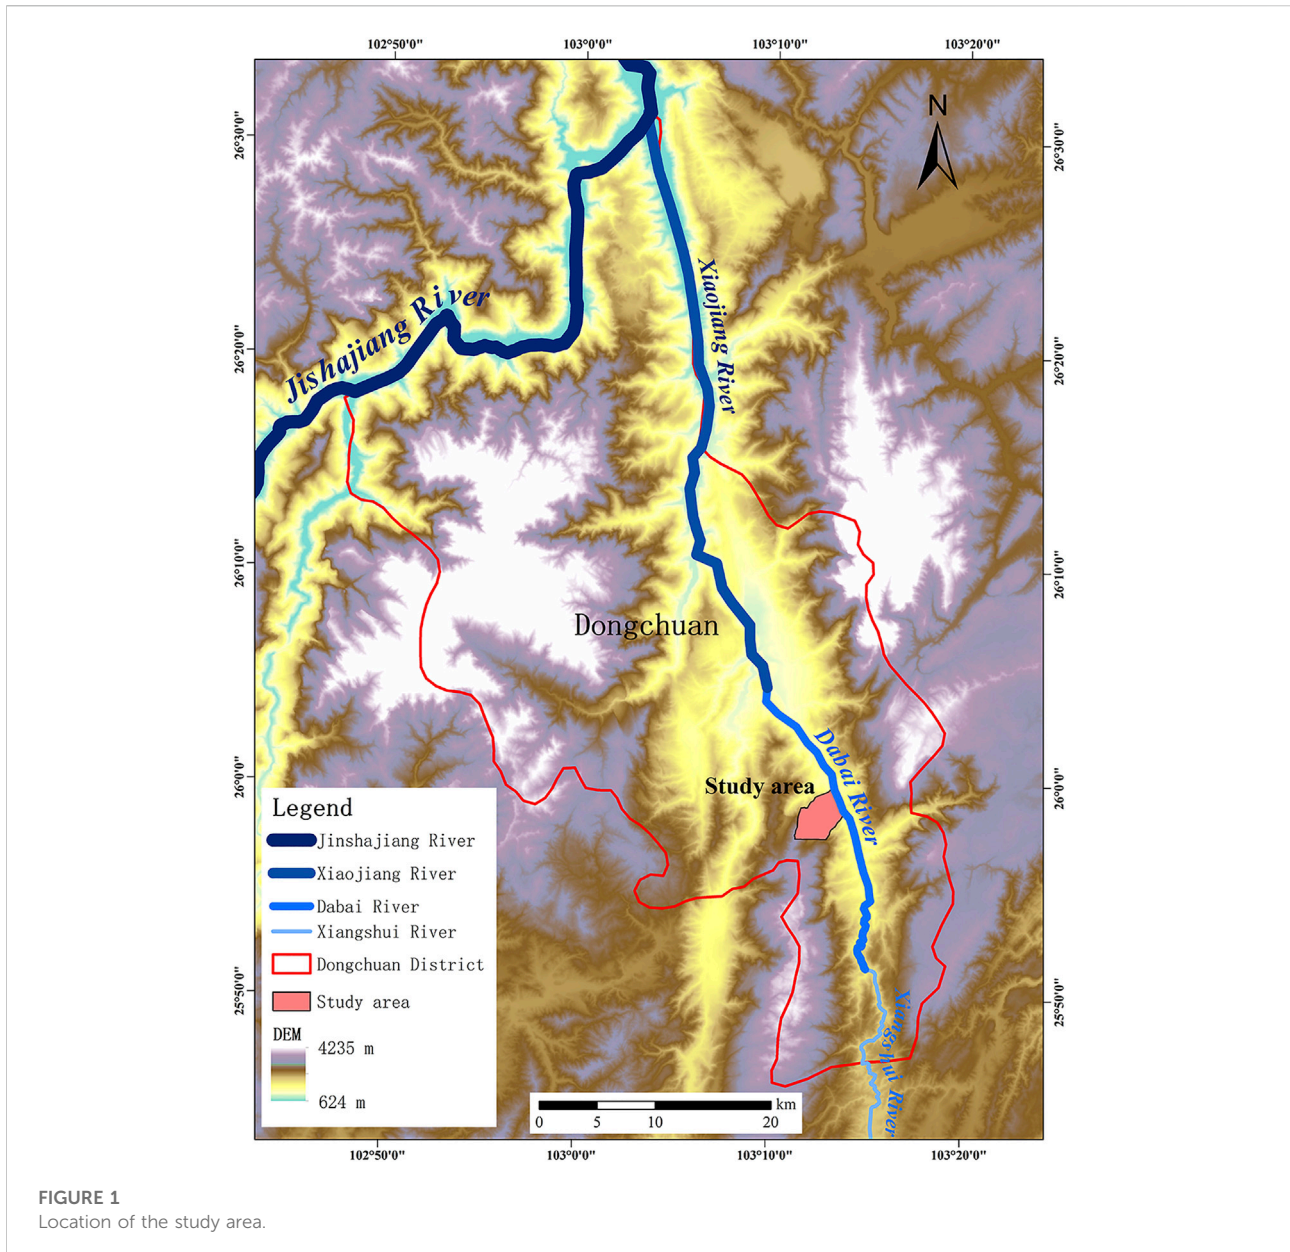 102°50'0"
103°0'0"
103°10'0"
103°20'0"
26°30'0"
26°30'0"
N
Xiaojiang River
Jishajiang River
26°20'0"
26°20'0"
26°10'0"
26°10'0"
Dongchuan
Dabai River
Study area
26°0'0"
26°0'0"
Legend
Jinshajiang River
Xiaojiang River
Dabai River
Xiangshui River
Dongchuan District
Study area
DEM
4235 m
624 m
25°50'0"
25°50'0"
Xiangsshui River
km
0 5 10 20
102°50'0"
103°0'0"
103°10'0"
103°20'0"
FIGURE 1
Location of the study area.